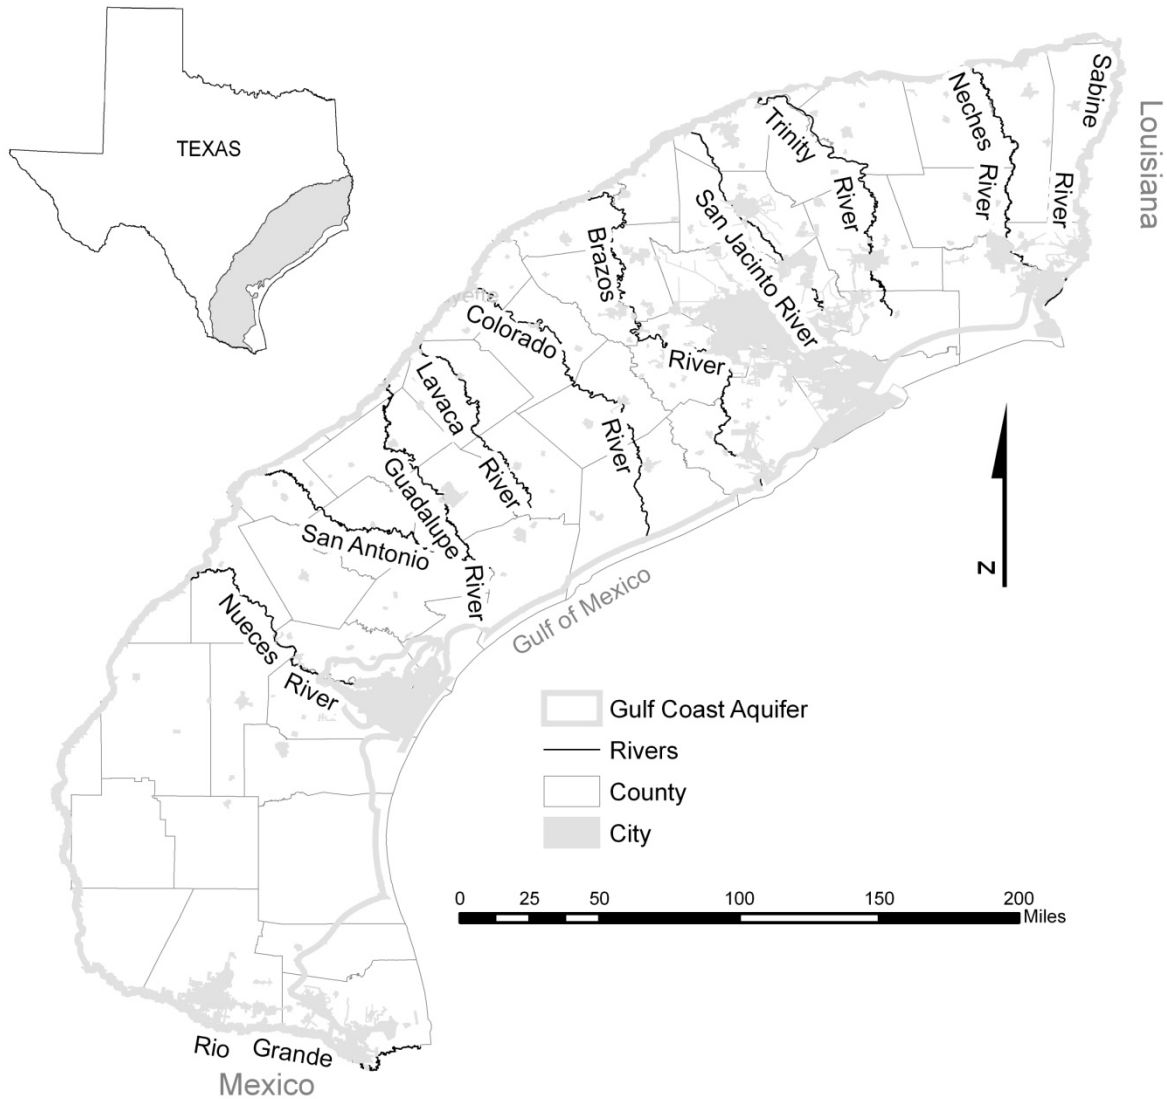 TEXAS
Louisiana
Sabine
River
Neches
River
Trinity
River
San Jacinto River
Brazos
River
Colorado
River
Lavaca
River
Guadalupe
River
San Antonio
Nueces
River
Gulf of Mexico
N
Gulf Coast Aquifer
Rivers
County
City
0 25 50 100 150 200
Miles
Rio Grande
Mexico